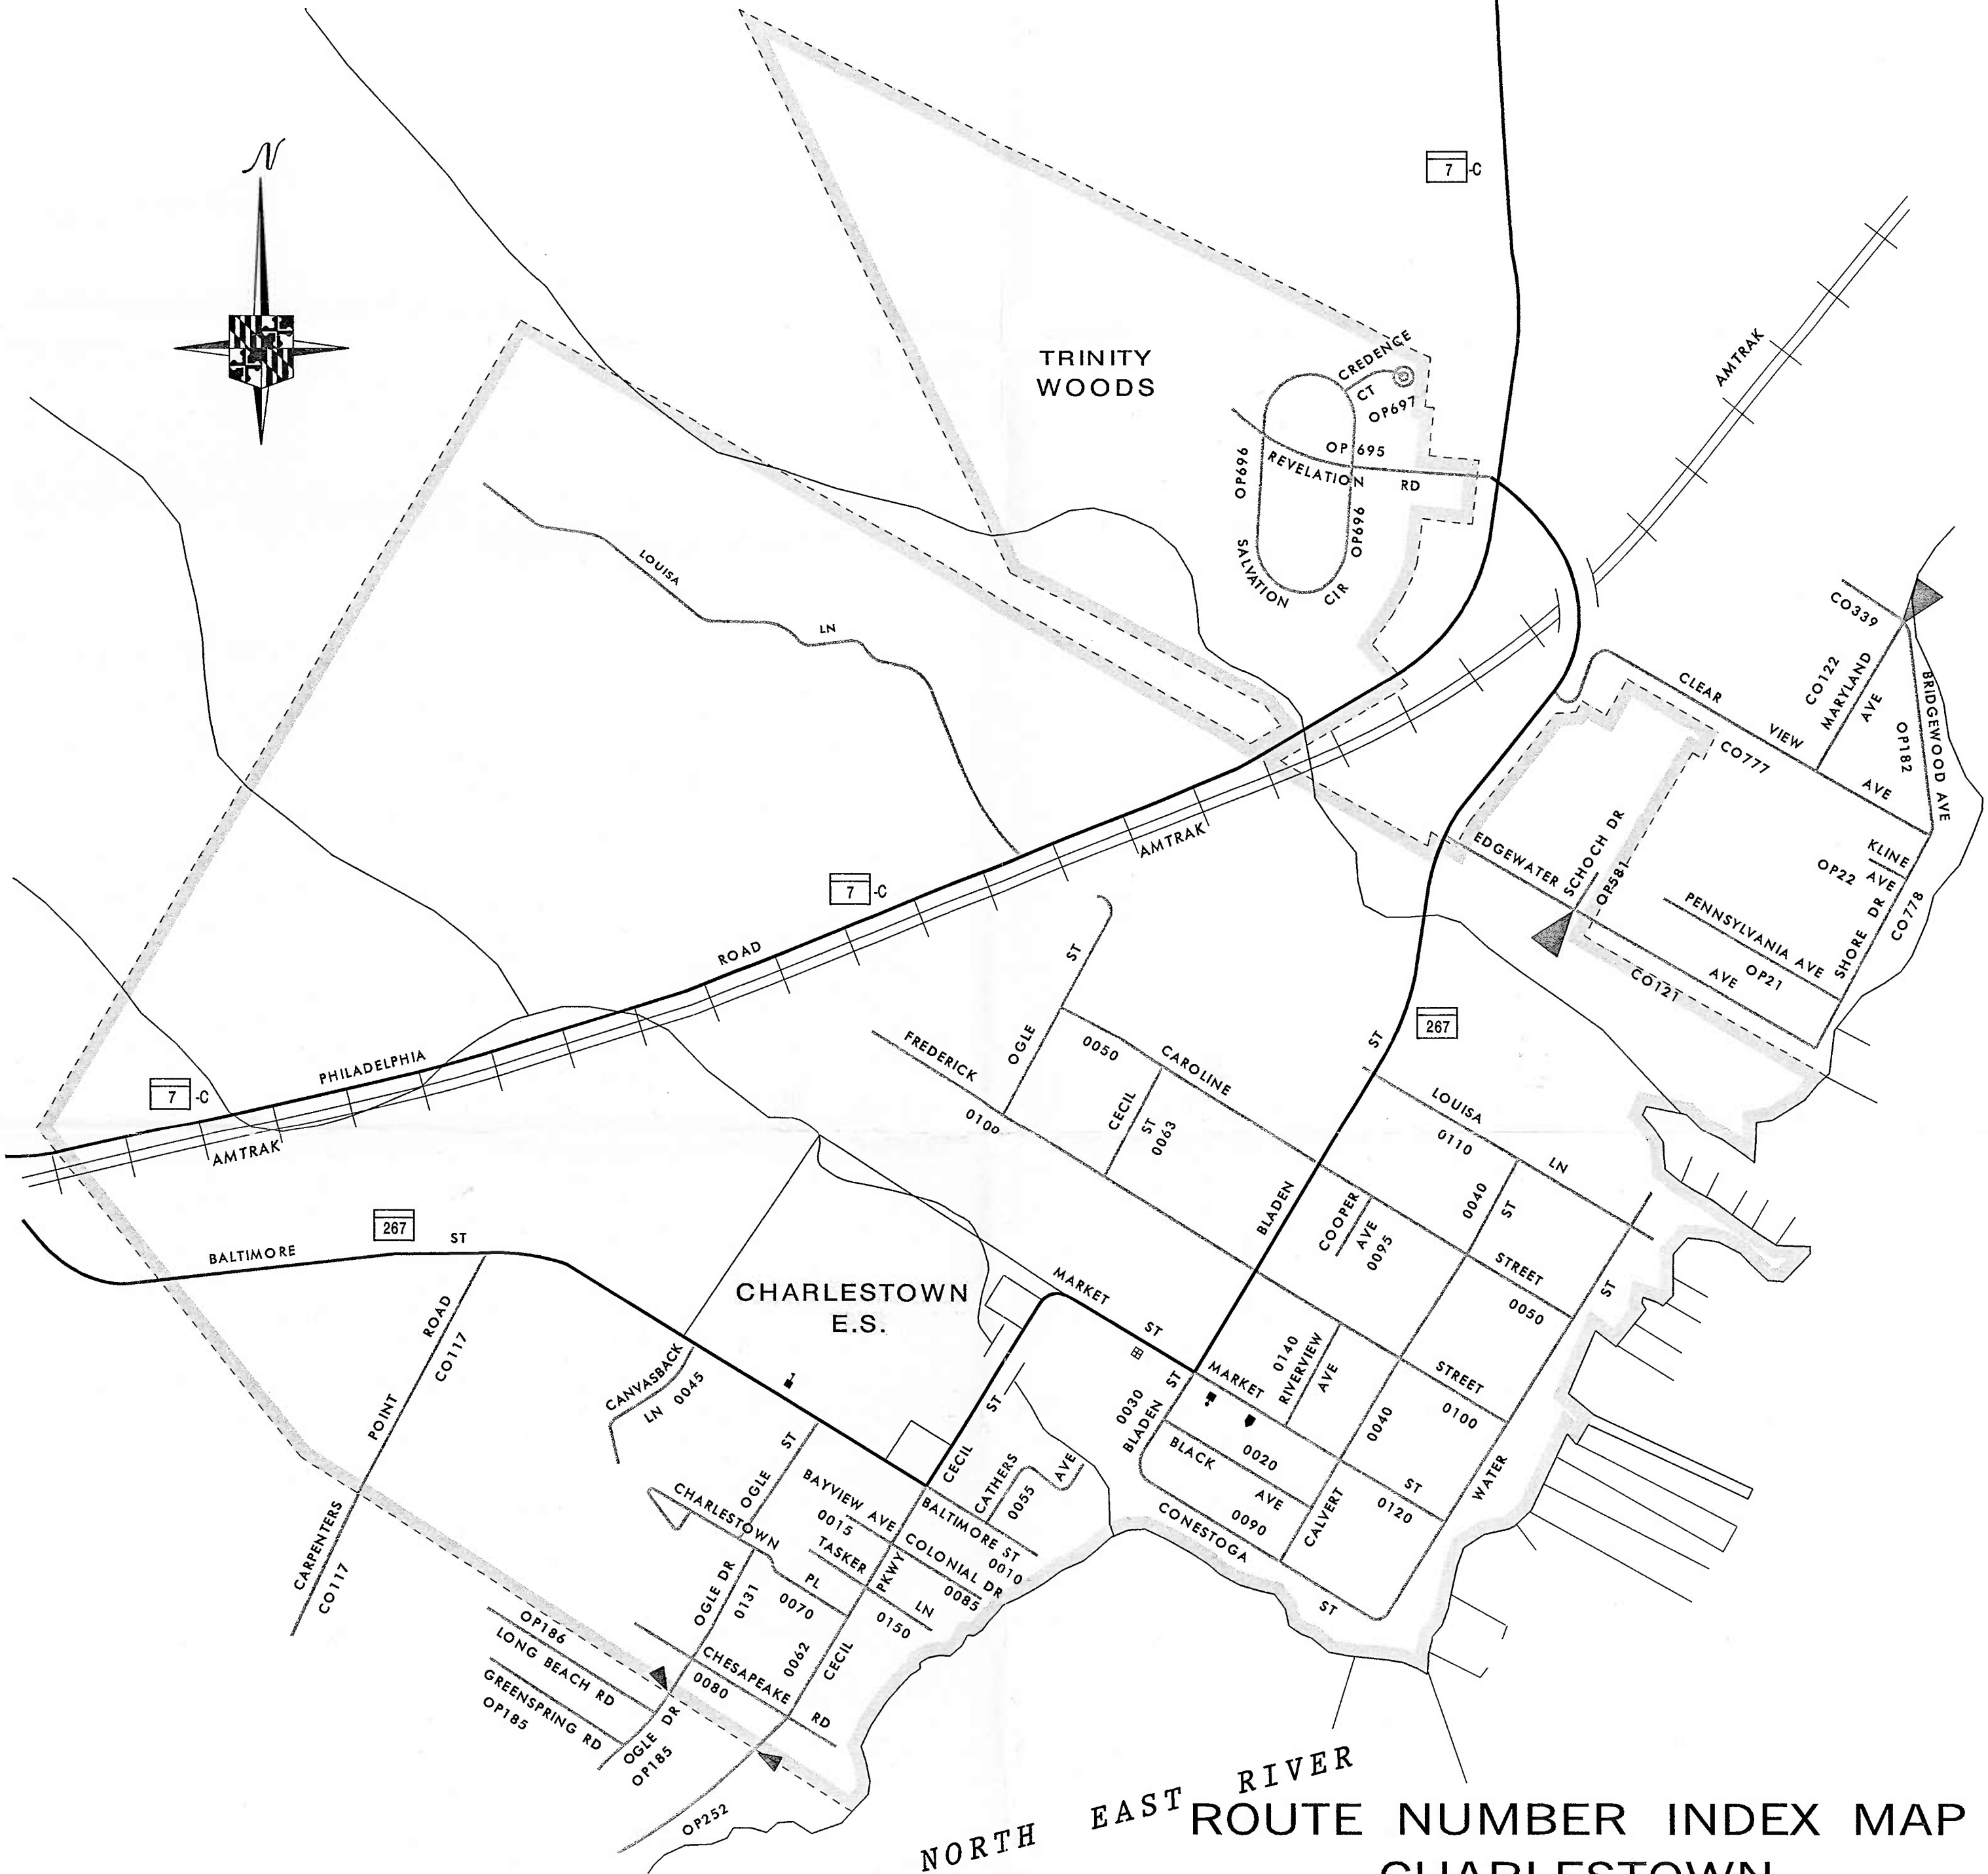 N
7 -C
TRINITY
WOODS
CREDENCE
CT
OP697
OP 695
REVELATION
RD
OP696
OP696
SALVATION
CIR
AMTRAK
LOUISA
LN
CO339
CO122
MARYLAND
AVE
BRIDGEWOOD AVE
OP182
CLEAR
VIEW
AVE
CO777
SCHOCH DR
OP581
EDGEWATER
AVE
CO121
KLINE
AVE
OP22
PENNSYLVANIA AVE
OP21
SHORE DR
CO778
AMTRAK
7 -C
ROAD
PHILADELPHIA
7 -C
AMTRAK
267
ST
BLADEN
OGLE
ST
FREDERICK
0100
0050
CAROLINE
CECIL
ST
0063
LOUISA
0110
LN
0040
ST
COOPER
AVE
0095
STREET
0050
ST
267
BALTIMORE
ST
CHARLESTOWN
E.S.
MARKET
ST
ROAD
CO117
POINT
CARPENTERS
CO117
CANVASBACK
LN 0045
1
MARKET
0140
RIVERVIEW
AVE
STREET
0100
0040
0030
BLADEN
ST
BLACK
AVE
0090
0020
ST
0120
WATER
CALVERT
CONESTOGA
ST
ST
CECIL
CATHERS
AVE
0055
OGLE
ST
CHARLESTOWN
PL
0070
BAYVIEW AVE
0015
BALTIMORE ST
0010
COLONIAL DR
0085
TASKER
LN
0150
PKWY
CECIL
0062
OGLE DR
0131
CHESAPEAKE
RD
0080
OP186
LONG BEACH RD
GREENSPRING RD
OP185
OGLE DR
OP185
OP252
NORTH EAST RIVER
ROUTE NUMBER INDEX MAP
CHARLESTOWN